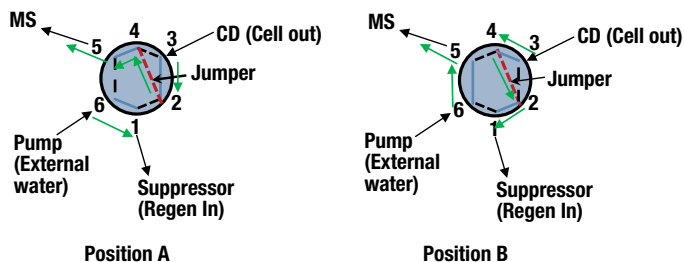 MS
4
3
CD (Cell out)
5
Jumper
6
2
1
Pump
(External
water)
Suppressor
(Regen In)
Position A
MS
4
3
CD (Cell out)
5
Jumper
6
2
1
Pump
(External
water)
Suppressor
(Regen In)
Position B